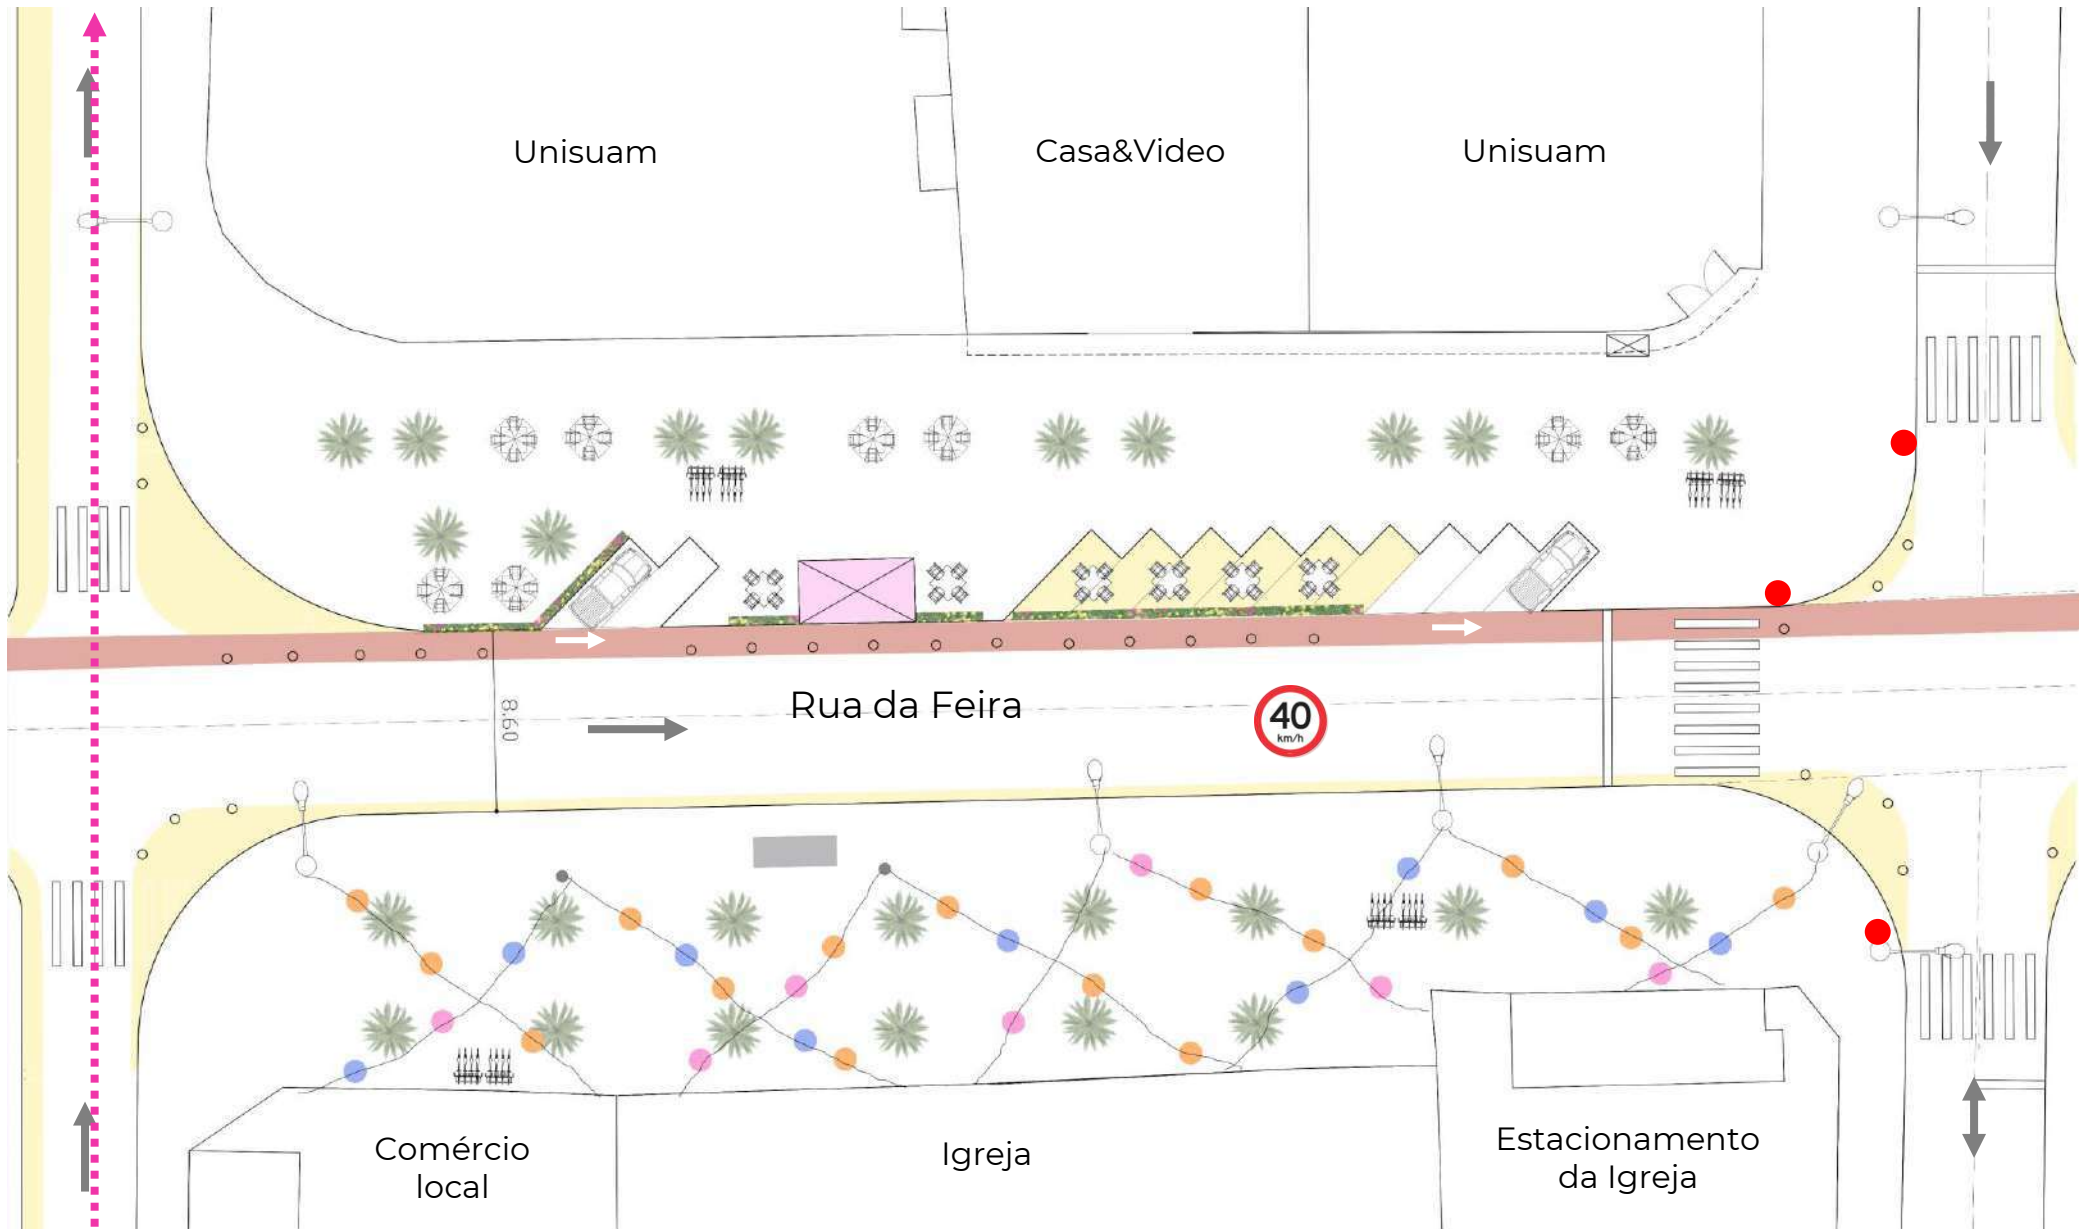 Unisuam
Casa&Video
Unisuam
8.60
Rua da Feira
40
km/h
Comércio
local
Igreja
Estacionamento
da Igreja